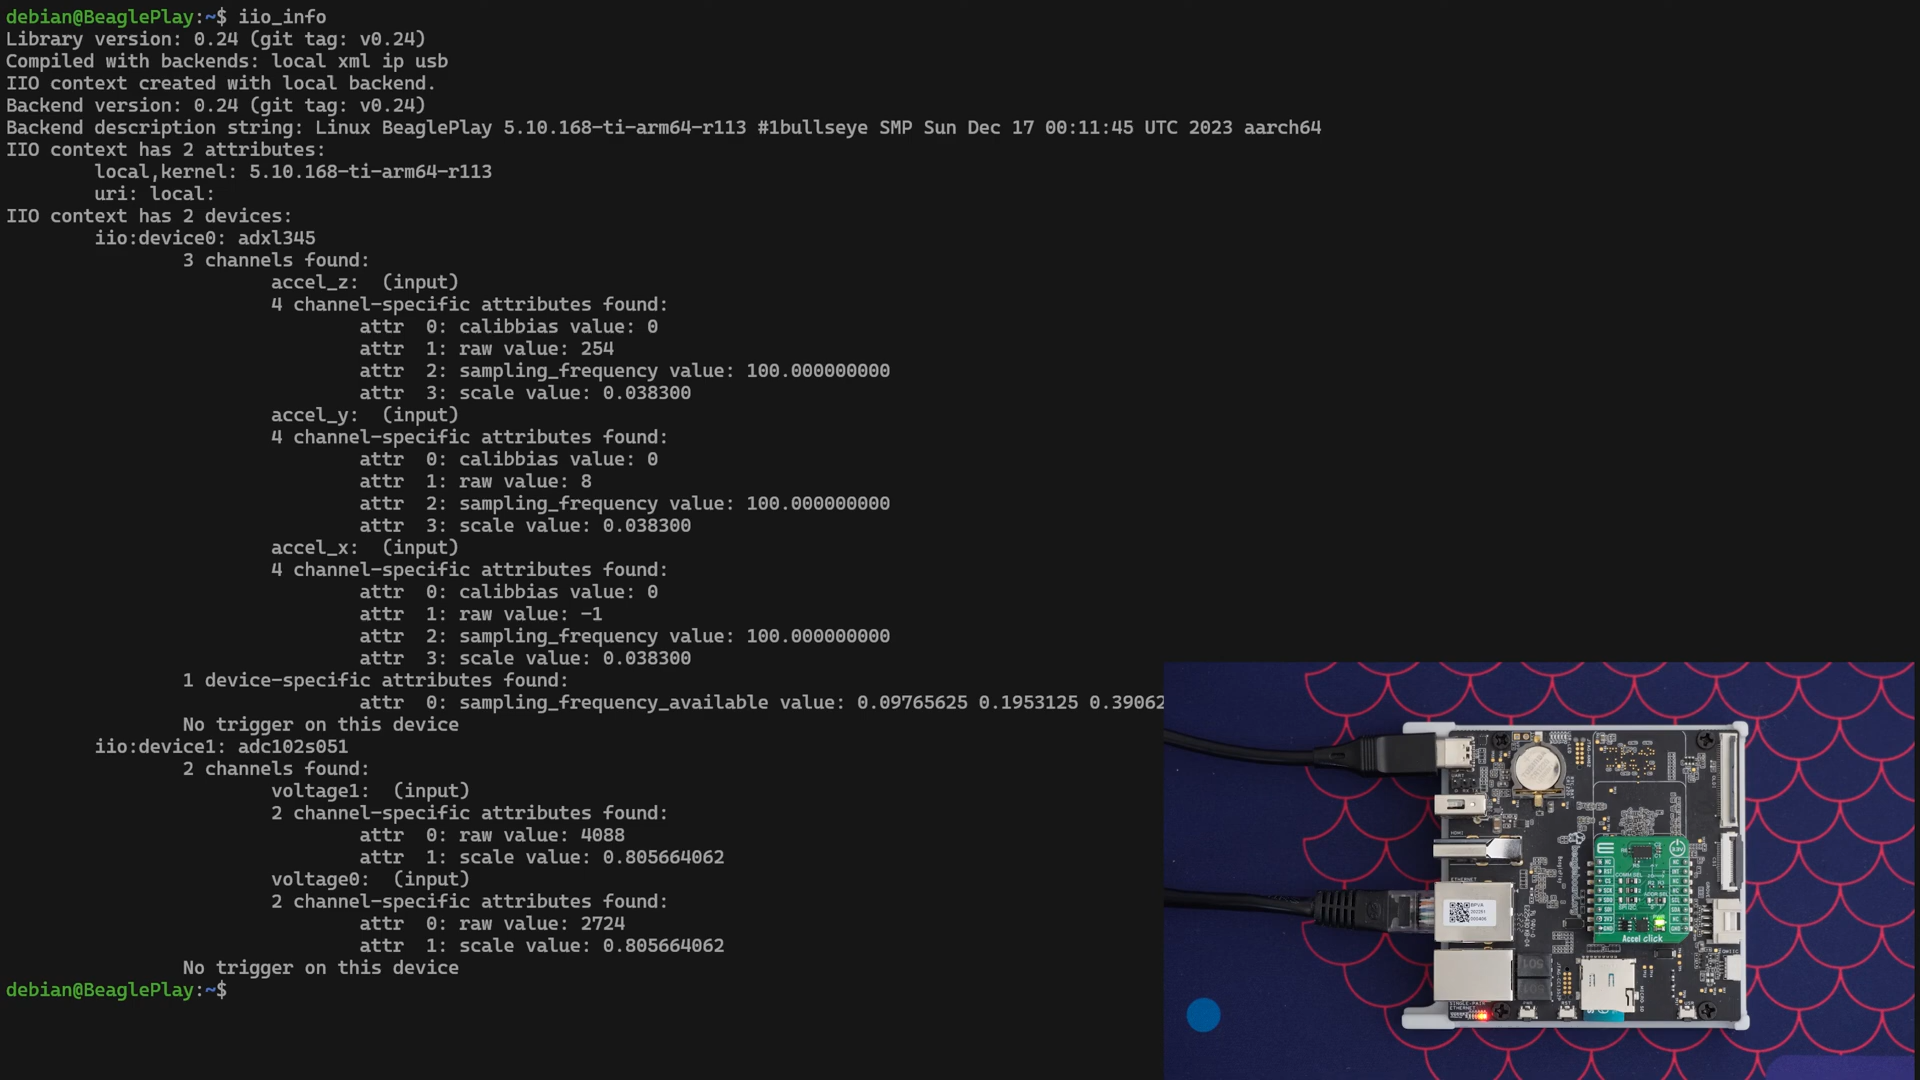 debian@BeaglePlay:~$ iio_info
Library version: 0.24 (git tag: v0.24)
Compiled with backends: local xml ip usb
IIO context created with local backend.
Backend version: 0.24 (git tag: v0.24)
Backend description string: Linux BeaglePlay 5.10.168-ti-arm64-r113 #1bullseye SMP Sun Dec 17 00:11:45 UTC 2023 aarch64
IIO context has 2 attributes:
local,kernel: 5.10.168-ti-arm64-r113
uri: local:
IIO context has 2 devices:
iio:device0: adxl345
3 channels found:
accel_z: (input)
4 channel-specific attributes found:
attr 0: calibbias value: 0
attr 1: raw value: 254
attr 2: sampling_frequency value: 100.000000000
attr 3: scale value: 0.038300
accel_y: (input)
4 channel-specific attributes found:
attr 0: calibbias value: 0
attr 1: raw value: 8
attr 2: sampling_frequency value: 100.000000000
attr 3: scale value: 0.038300
accel_x: (input)
4 channel-specific attributes found:
attr 0: calibbias value: 0
attr 1: raw value: -1
attr 2: sampling_frequency value: 100.000000000
attr 3: scale value: 0.038300
1 device-specific attributes found:
attr 0: sampling_frequency_available value: 0.09765625 0.1953125 0.39062
No trigger on this device
iio:device1: adc102s051
2 channels found:
voltage1: (input)
2 channel-specific attributes found:
attr 0: raw value: 4088
attr 1: scale value: 0.805664062
voltage0: (input)
2 channel-specific attributes found:
attr 0: raw value: 2724
attr 1: scale value: 0.805664062
No trigger on this device
debian@BeaglePlay:~$
Accel click